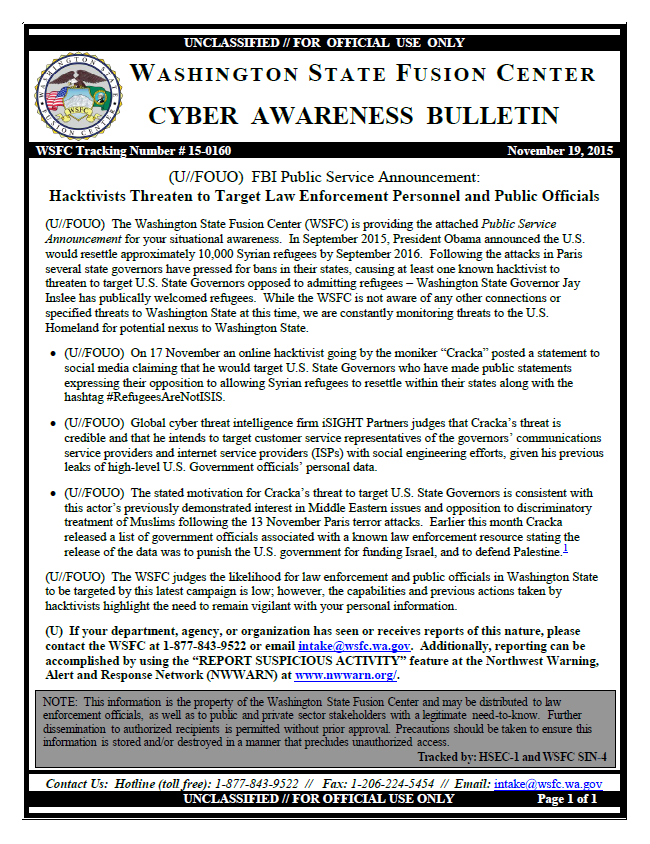 UNCLASSIFIED // FOR OFFICIAL USE ONLY
WASHINGTON STATE FUSION CENTER
CYBER AWARENESS BULLETIN
WSFC
WSFC Tracking Number # 15-0160 November 19, 2015
(U//FOUO) FBI Public Service Announcement:
Hacktivists Threaten to Target Law Enforcement Personnel and Public Officials
(U//FOUO) The Washington State Fusion Center (WSFC) is providing the attached Public Service
Announcement for your situational awareness. In September 2015, President Obama announced the U.S.
would resettle approximately 10,000 Syrian refugees by September 2016. Following the attacks in Paris
several state governors have pressed for bans in their states, causing at least one known hacktivist to
threaten to target U.S. State Governors opposed to admitting refugees – Washington State Governor Jay
Inslee has publically welcomed refugees. While the WSFC is not aware of any other connections or
specified threats to Washington State at this time, we are constantly monitoring threats to the U.S.
Homeland for potential nexus to Washington State.
• (U//FOUO) On 17 November an online hacktivist going by the moniker “Cracka” posted a statement to
social media claiming that he would target U.S. State Governors who have made public statements
expressing their opposition to allowing Syrian refugees to resettle within their states along with the
hashtag #RefugeesAreNotISIS.
• (U//FOUO) Global cyber threat intelligence firm iSIGHT Partners judges that Cracka’s threat is
credible and that he intends to target customer service representatives of the governors’ communications
service providers and internet service providers (ISPs) with social engineering efforts, given his previous
leaks of high-level U.S. Government officials’ personal data.
• (U//FOUO) The stated motivation for Cracka’s threat to target U.S. State Governors is consistent with
this actor’s previously demonstrated interest in Middle Eastern issues and opposition to discriminatory
treatment of Muslims following the 13 November Paris terror attacks. Earlier this month Cracka
released a list of government officials associated with a known law enforcement resource stating the
release of the data was to punish the U.S. government for funding Israel, and to defend Palestine.1
(U//FOUO) The WSFC judges the likelihood for law enforcement and public officials in Washington State
to be targeted by this latest campaign is low; however, the capabilities and previous actions taken by
hacktivists highlight the need to remain vigilant with your personal information.
(U) If your department, agency, or organization has seen or receives reports of this nature, please
contact the WSFC at 1-877-843-9522 or email intake@wsfc.wa.gov. Additionally, reporting can be
accomplished by using the “REPORT SUSPICIOUS ACTIVITY” feature at the Northwest Warning,
Alert and Response Network (NWWARN) at www.nwwarn.org/.
NOTE: This information is the property of the Washington State Fusion Center and may be distributed to law
enforcement officials, as well as to public and private sector stakeholders with a legitimate need-to-know. Further
dissemination to authorized recipients is permitted without prior approval. Precautions should be taken to ensure this
information is stored and/or destroyed in a manner that precludes unauthorized access.
Tracked by: HSEC-1 and WSFC SIN-4
Contact Us: Hotline (toll free): 1-877-843-9522 // Fax: 1-206-224-5454 // Email: intake@wsfc.wa.gov
UNCLASSIFIED // FOR OFFICIAL USE ONLY Page 1 of 1